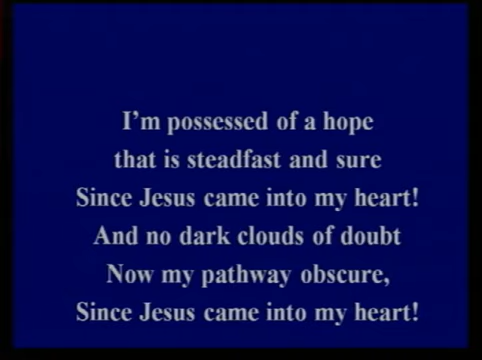 I'm possessed of a hope
that is steadfast and sure
Since Jesus came into my heart!
And no dark clouds of doubt
Now my pathway obscure,
Since Jesus came into my heart!